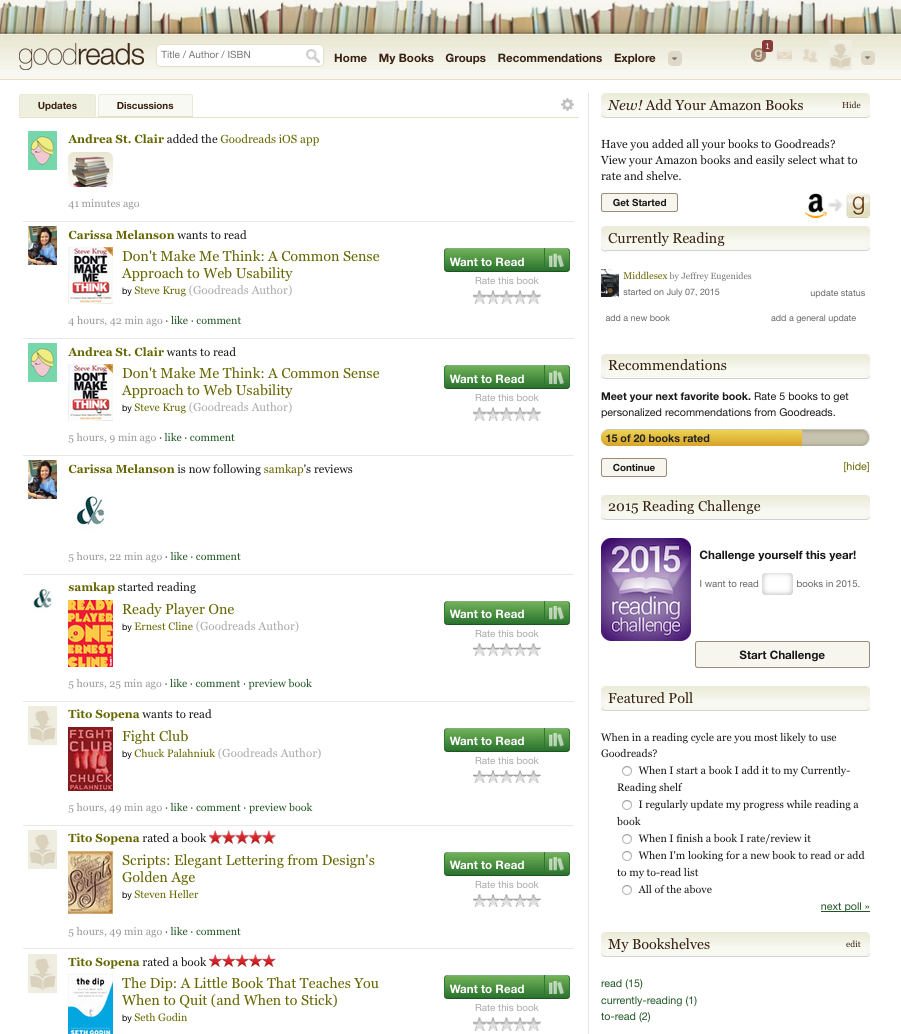 goodreads
Title / Author / ISBN
Home My Books Groups Recommendations Explore
g 1
Updates Discussions
Andrea St. Clair added the Goodreads iOS app
41 minutes ago
Carissa Melanson wants to read
Steve Krug
DON'T
MAKE
ME
THINK
Don't Make Me Think: A Common Sense
Approach to Web Usability
by Steve Krug (Goodreads Author)
Want to Read
Rate this book
4 hours, 42 min ago · like · comment
Andrea St. Clair wants to read
Steve Krug
DON'T
MAKE
ME
THINK
Don't Make Me Think: A Common Sense
Approach to Web Usability
by Steve Krug (Goodreads Author)
Want to Read
Rate this book
5 hours, 9 min ago · like · comment
Carissa Melanson is now following samkap's reviews
&
5 hours, 22 min ago · like · comment
&
samkap started reading
READY
PLAYER
ONE
ERNEST
CLINE
Ready Player One
by Ernest Cline (Goodreads Author)
Want to Read
Rate this book
5 hours, 25 min ago · like · comment · preview book
Tito Sopena wants to read
FIGHT
CLUB
CHUCK
PALAHNIUK
Fight Club
by Chuck Palahniuk (Goodreads Author)
Want to Read
Rate this book
5 hours, 49 min ago · like · comment · preview book
Tito Sopena rated a book
Scripts
Scripts: Elegant Lettering from Design's
Golden Age
by Steven Heller
Want to Read
Rate this book
5 hours, 49 min ago · like · comment
Tito Sopena rated a book
the dip
SETH GODIN
The Dip: A Little Book That Teaches You
When to Quit (and When to Stick)
by Seth Godin
Want to Read
Rate this book
New! Add Your Amazon Books Hide
Have you added all your books to Goodreads?
View your Amazon books and easily select what to
rate and shelve.
Get Started
a g
Currently Reading
Middlesex by Jeffrey Eugenides
started on July 07, 2015 update status
add a new book add a general update
Recommendations
Meet your next favorite book. Rate 5 books to get
personalized recommendations from Goodreads.
15 of 20 books rated
Continue [hide]
2015 Reading Challenge
2015
reading
challenge
Challenge yourself this year!
I want to read books in 2015.
Start Challenge
Featured Poll
When in a reading cycle are you most likely to use
Goodreads?
When I start a book I add it to my Currently-
Reading shelf
I regularly update my progress while reading a
book
When I finish a book I rate/review it
When I'm looking for a new book to read or add
to my to-read list
All of the above
next poll »
My Bookshelves edit
read (15)
currently-reading (1)
to-read (2)